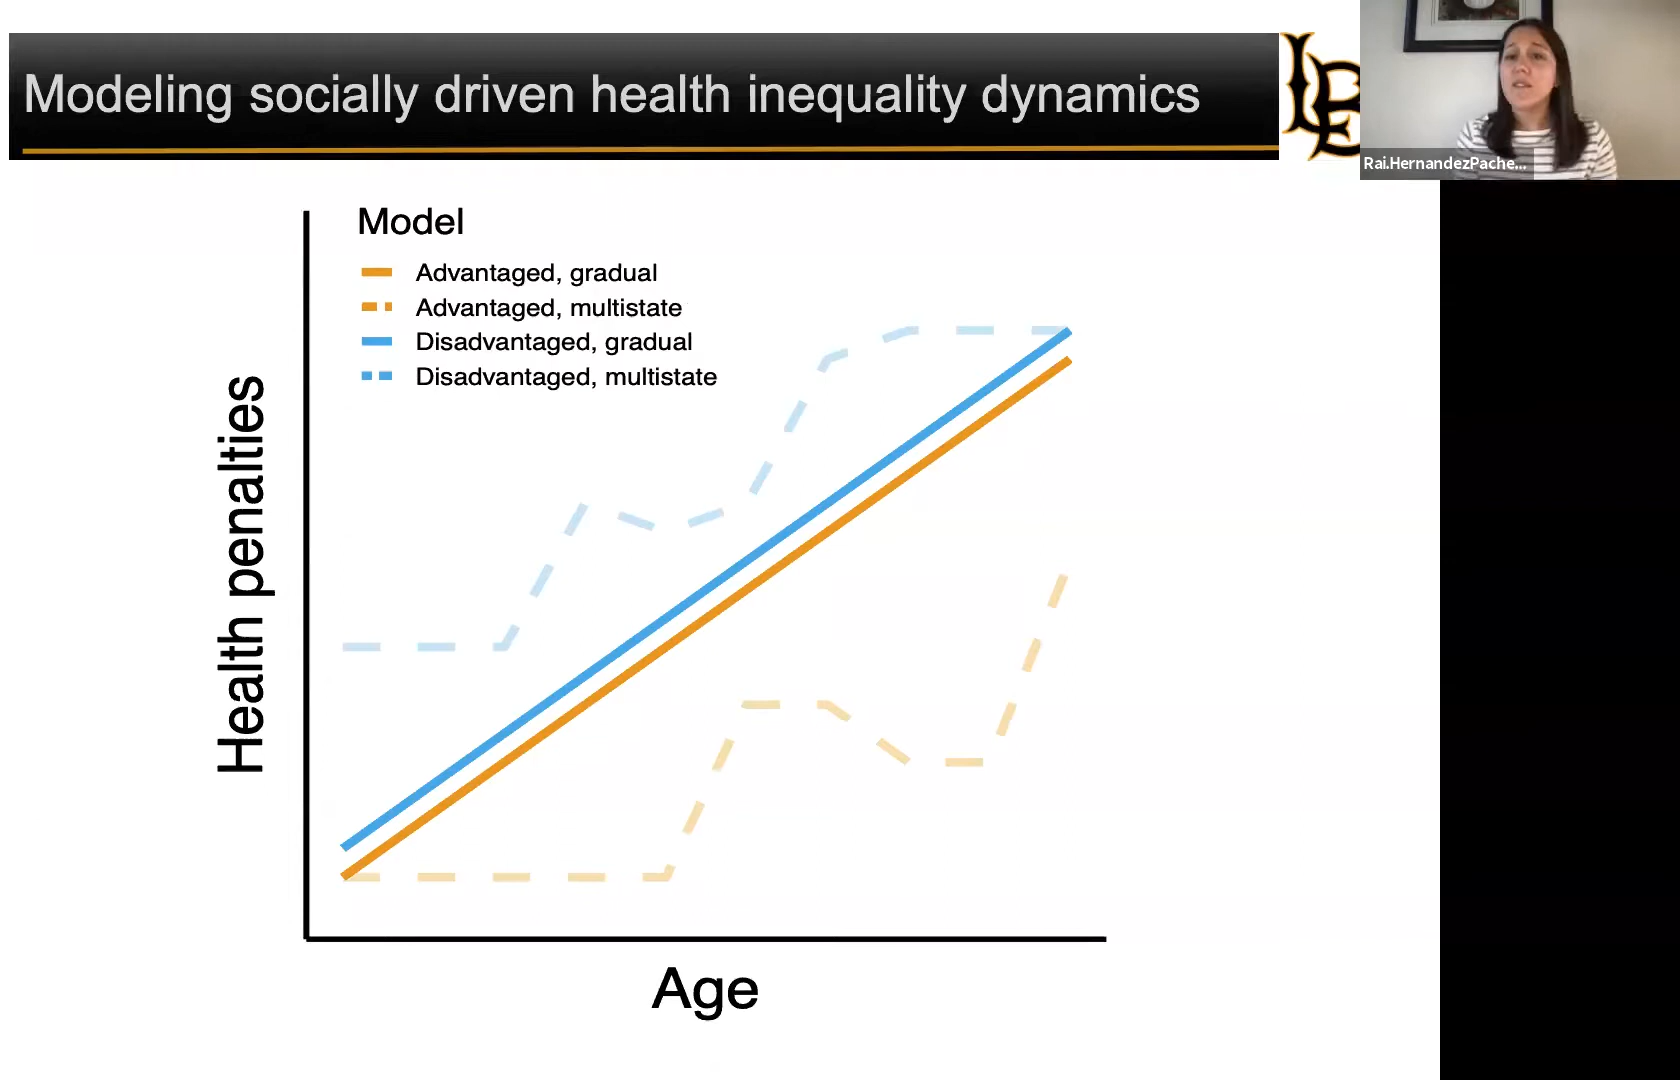 Modeling socially driven health inequality dynamics
LB
Rai.HernandezPache...
Model
Advantaged, gradual
Advantaged, multistate
Disadvantaged, gradual
Disadvantaged, multistate
Health penalties
Age